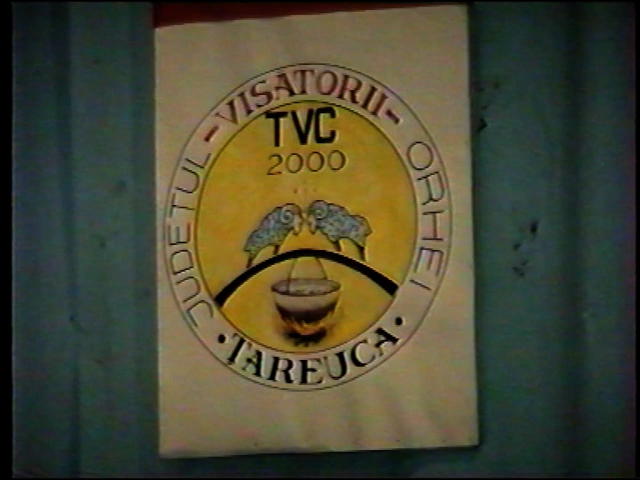 -VISATORII-
TVC
2000
JUDETUL
ORHEI
•TAREUCA•